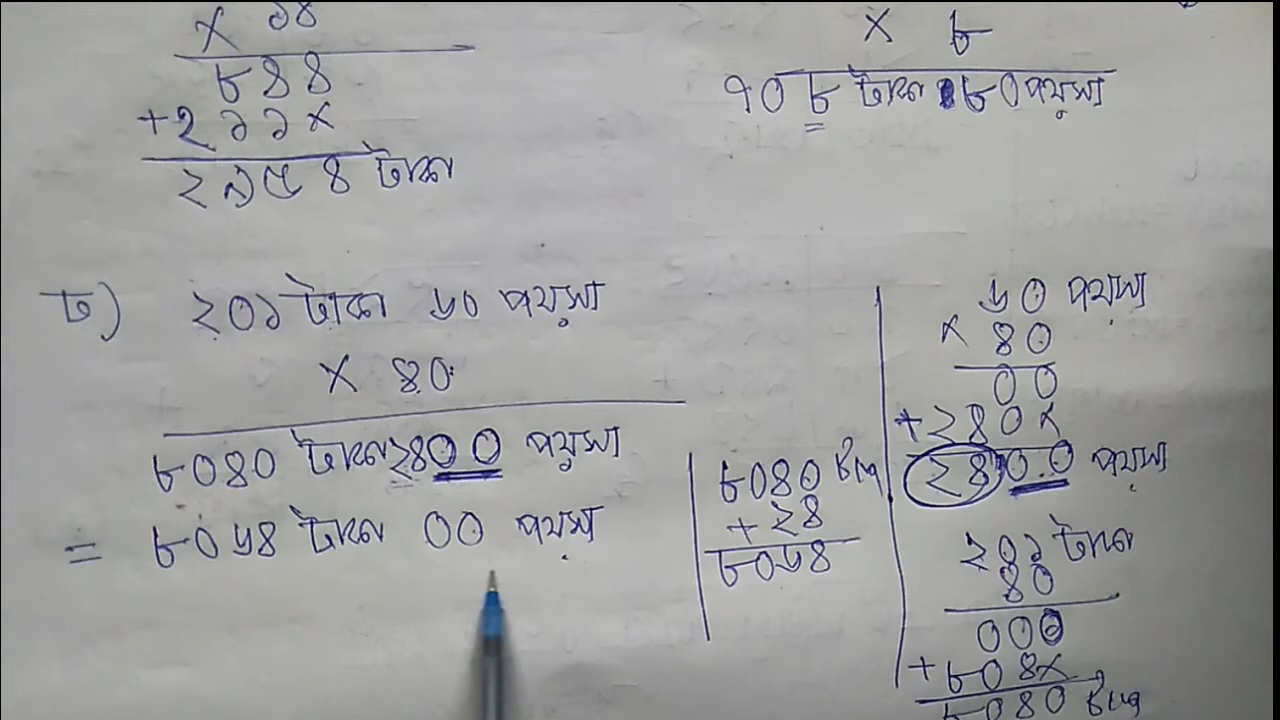 × ১৪
৮৪৪
+২১১×
২৯৫৪ টাকা
× ৮
৭০৮ টাকা ৮০ পয়সা
ঢ) ২০১ টাকা ৬০ পয়সা
× ৪০
৮০৪০ টাকা ২৪০০ পয়সা
= ৮০৬৪ টাকা ০০ পয়সা
৮০৪০ টাকা
+ ২৪
৮০৬৪
৬০ পয়সা
× ৪০
০০
+২৪০×
২৪০০ পয়সা
২০১ টাকা
৪০
০০০
+৮০৪×
৮০৪০ টাকা